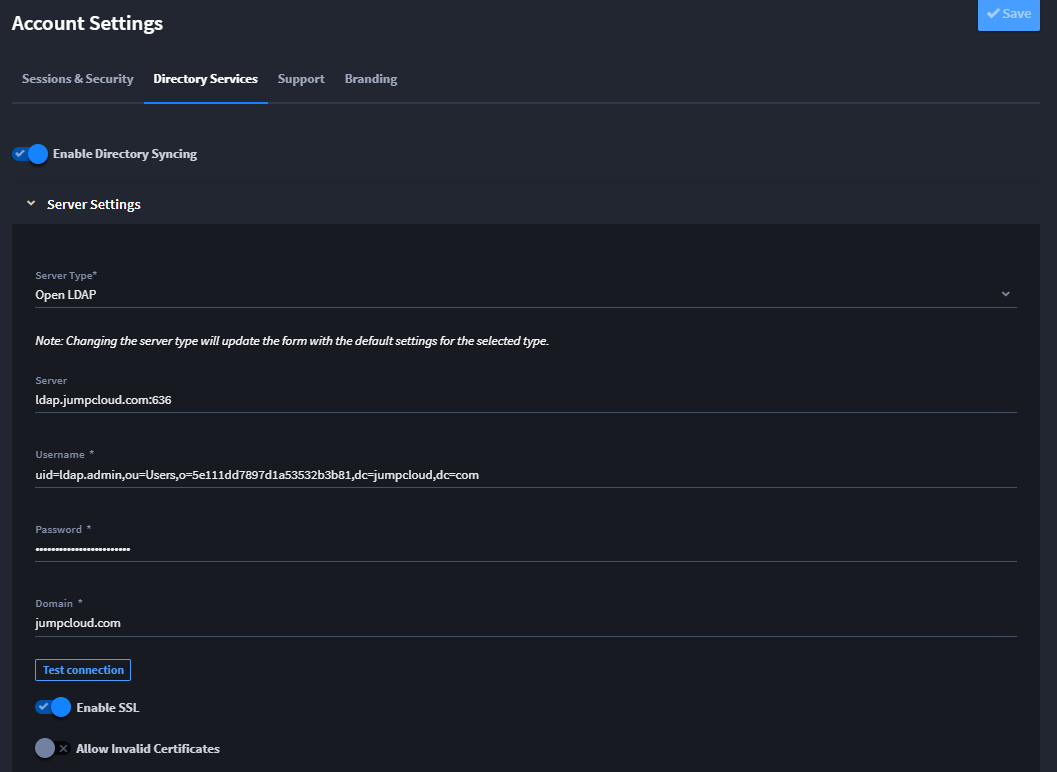 Account Settings
Save
Sessions & Security Directory Services Support Branding
Enable Directory Syncing
Server Settings
Server Type*
Open LDAP
Note: Changing the server type will update the form with the default settings for the selected type.
Server
ldap.jumpcloud.com:636
Username *
uid=ldap.admin,ou=Users,o=5e111dd7897d1a53532b3b81,dc=jumpcloud,dc=com
Password *
••••••••••••••••••••••••
Domain *
jumpcloud.com
Test connection
Enable SSL
Allow Invalid Certificates